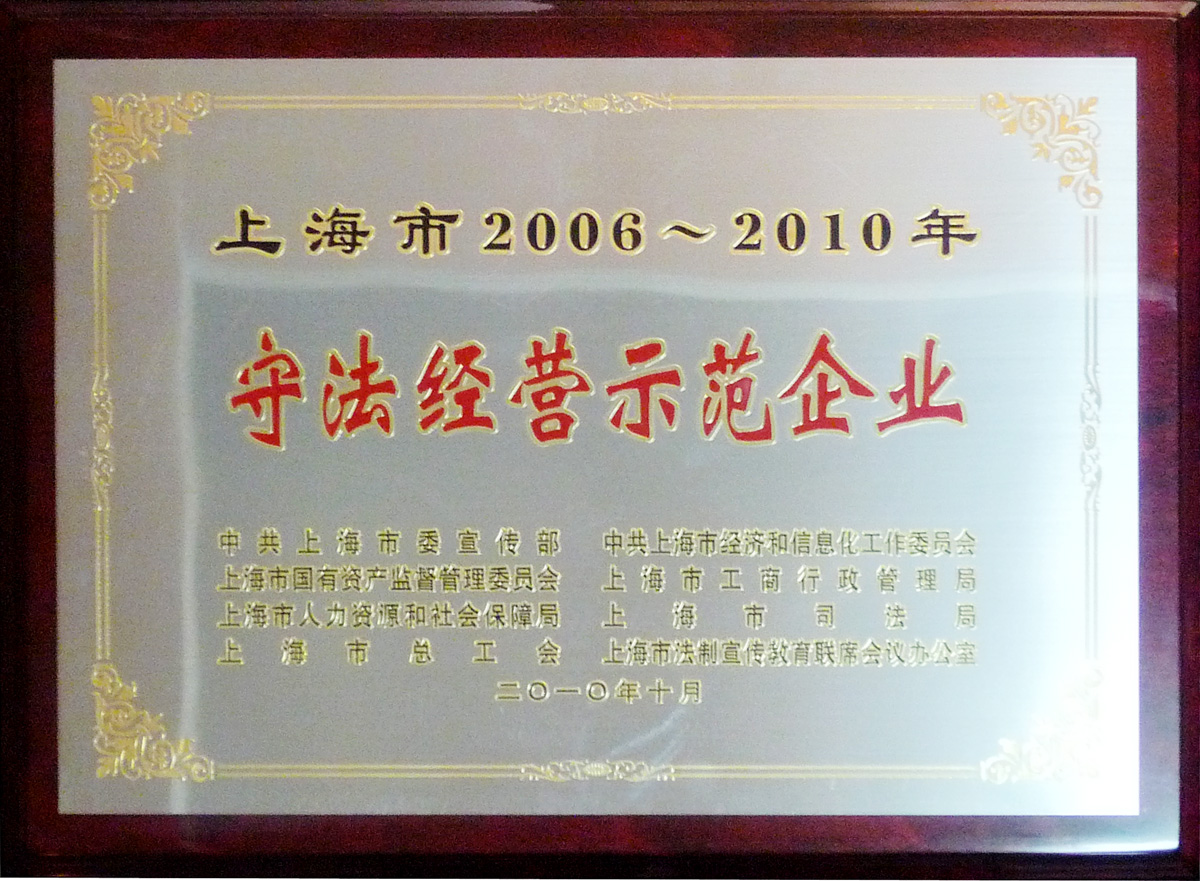 上海市2006～2010年
守法经营示范企业
中共上海市委宣传部 中共上海市经济和信息化工作委员会
上海市国有资产监督管理委员会 上海市工商行政管理局
上海市人力资源和社会保障局 上海市司法局
上海市总工会 上海市法制宣传教育联席会议办公室
二〇一〇年十月